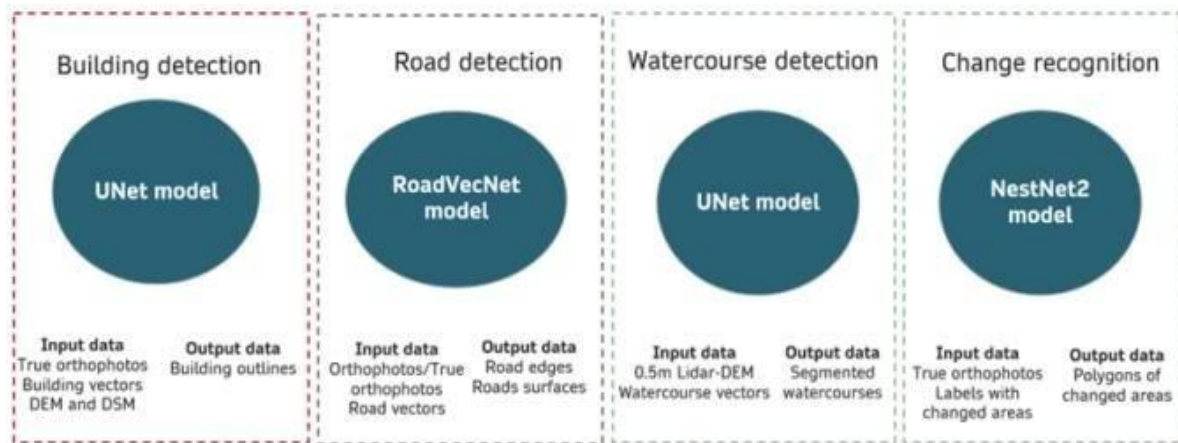 Building detection
UNet model
Input data
True orthophotos
Building vectors
DEM and DSM
Output data
Building outlines
Road detection
RoadVecNet
model
Input data
Orthophotos/True
orthophotos
Road vectors
Output data
Road edges
Roads surfaces
Watercourse detection
UNet model
Input data
0.5m Lidar-DEM
Watercourse vectors
Output data
Segmented
watercourses
Change recognition
NestNet2
model
Input data
True orthophotos
Labels with
changed areas
Output data
Polygons of
changed areas